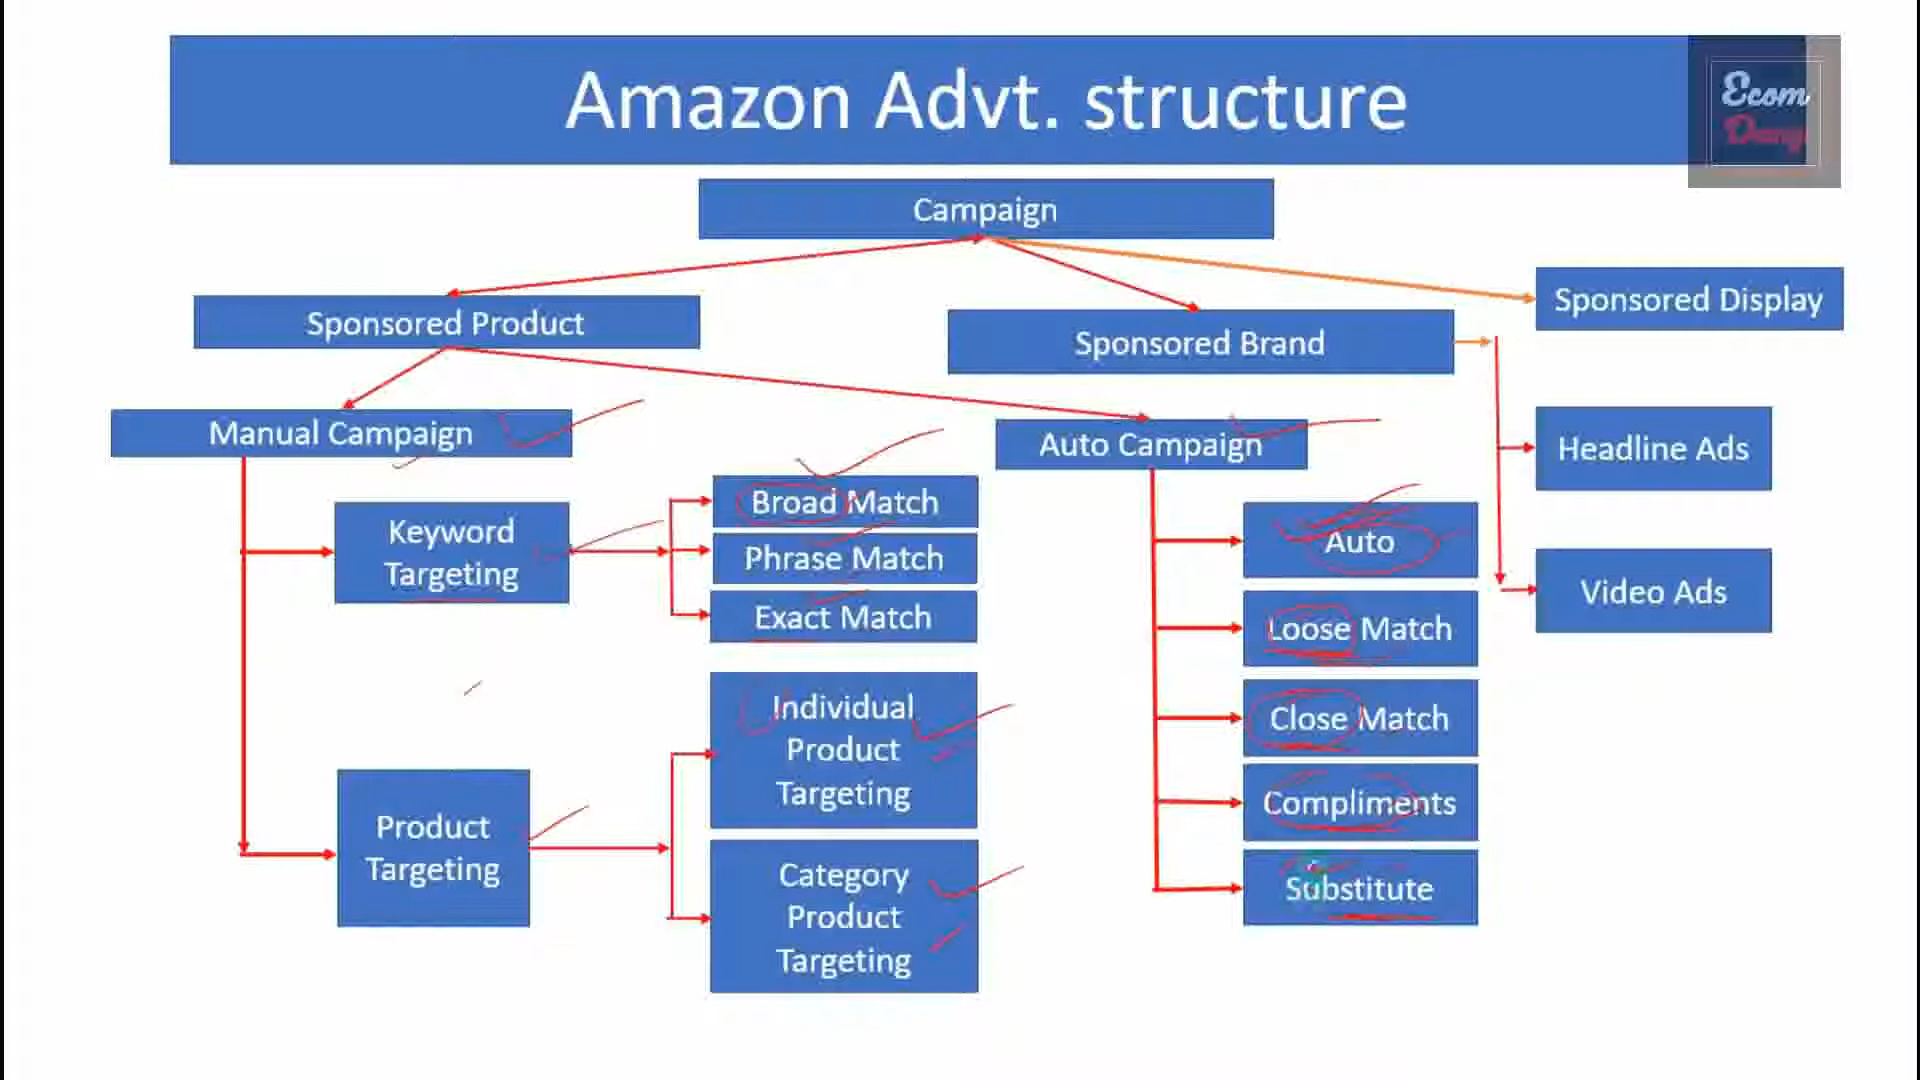 Amazon Advt. structure
Ecom
Campaign
Sponsored Display
Sponsored Product
Sponsored Brand
Manual Campaign
Auto Campaign
Headline Ads
Keyword
Targeting
Broad Match
Phrase Match
Exact Match
Auto
Loose Match
Close Match
Compliments
Substitute
Video Ads
Product
Targeting
Individual
Product
Targeting
Category
Product
Targeting